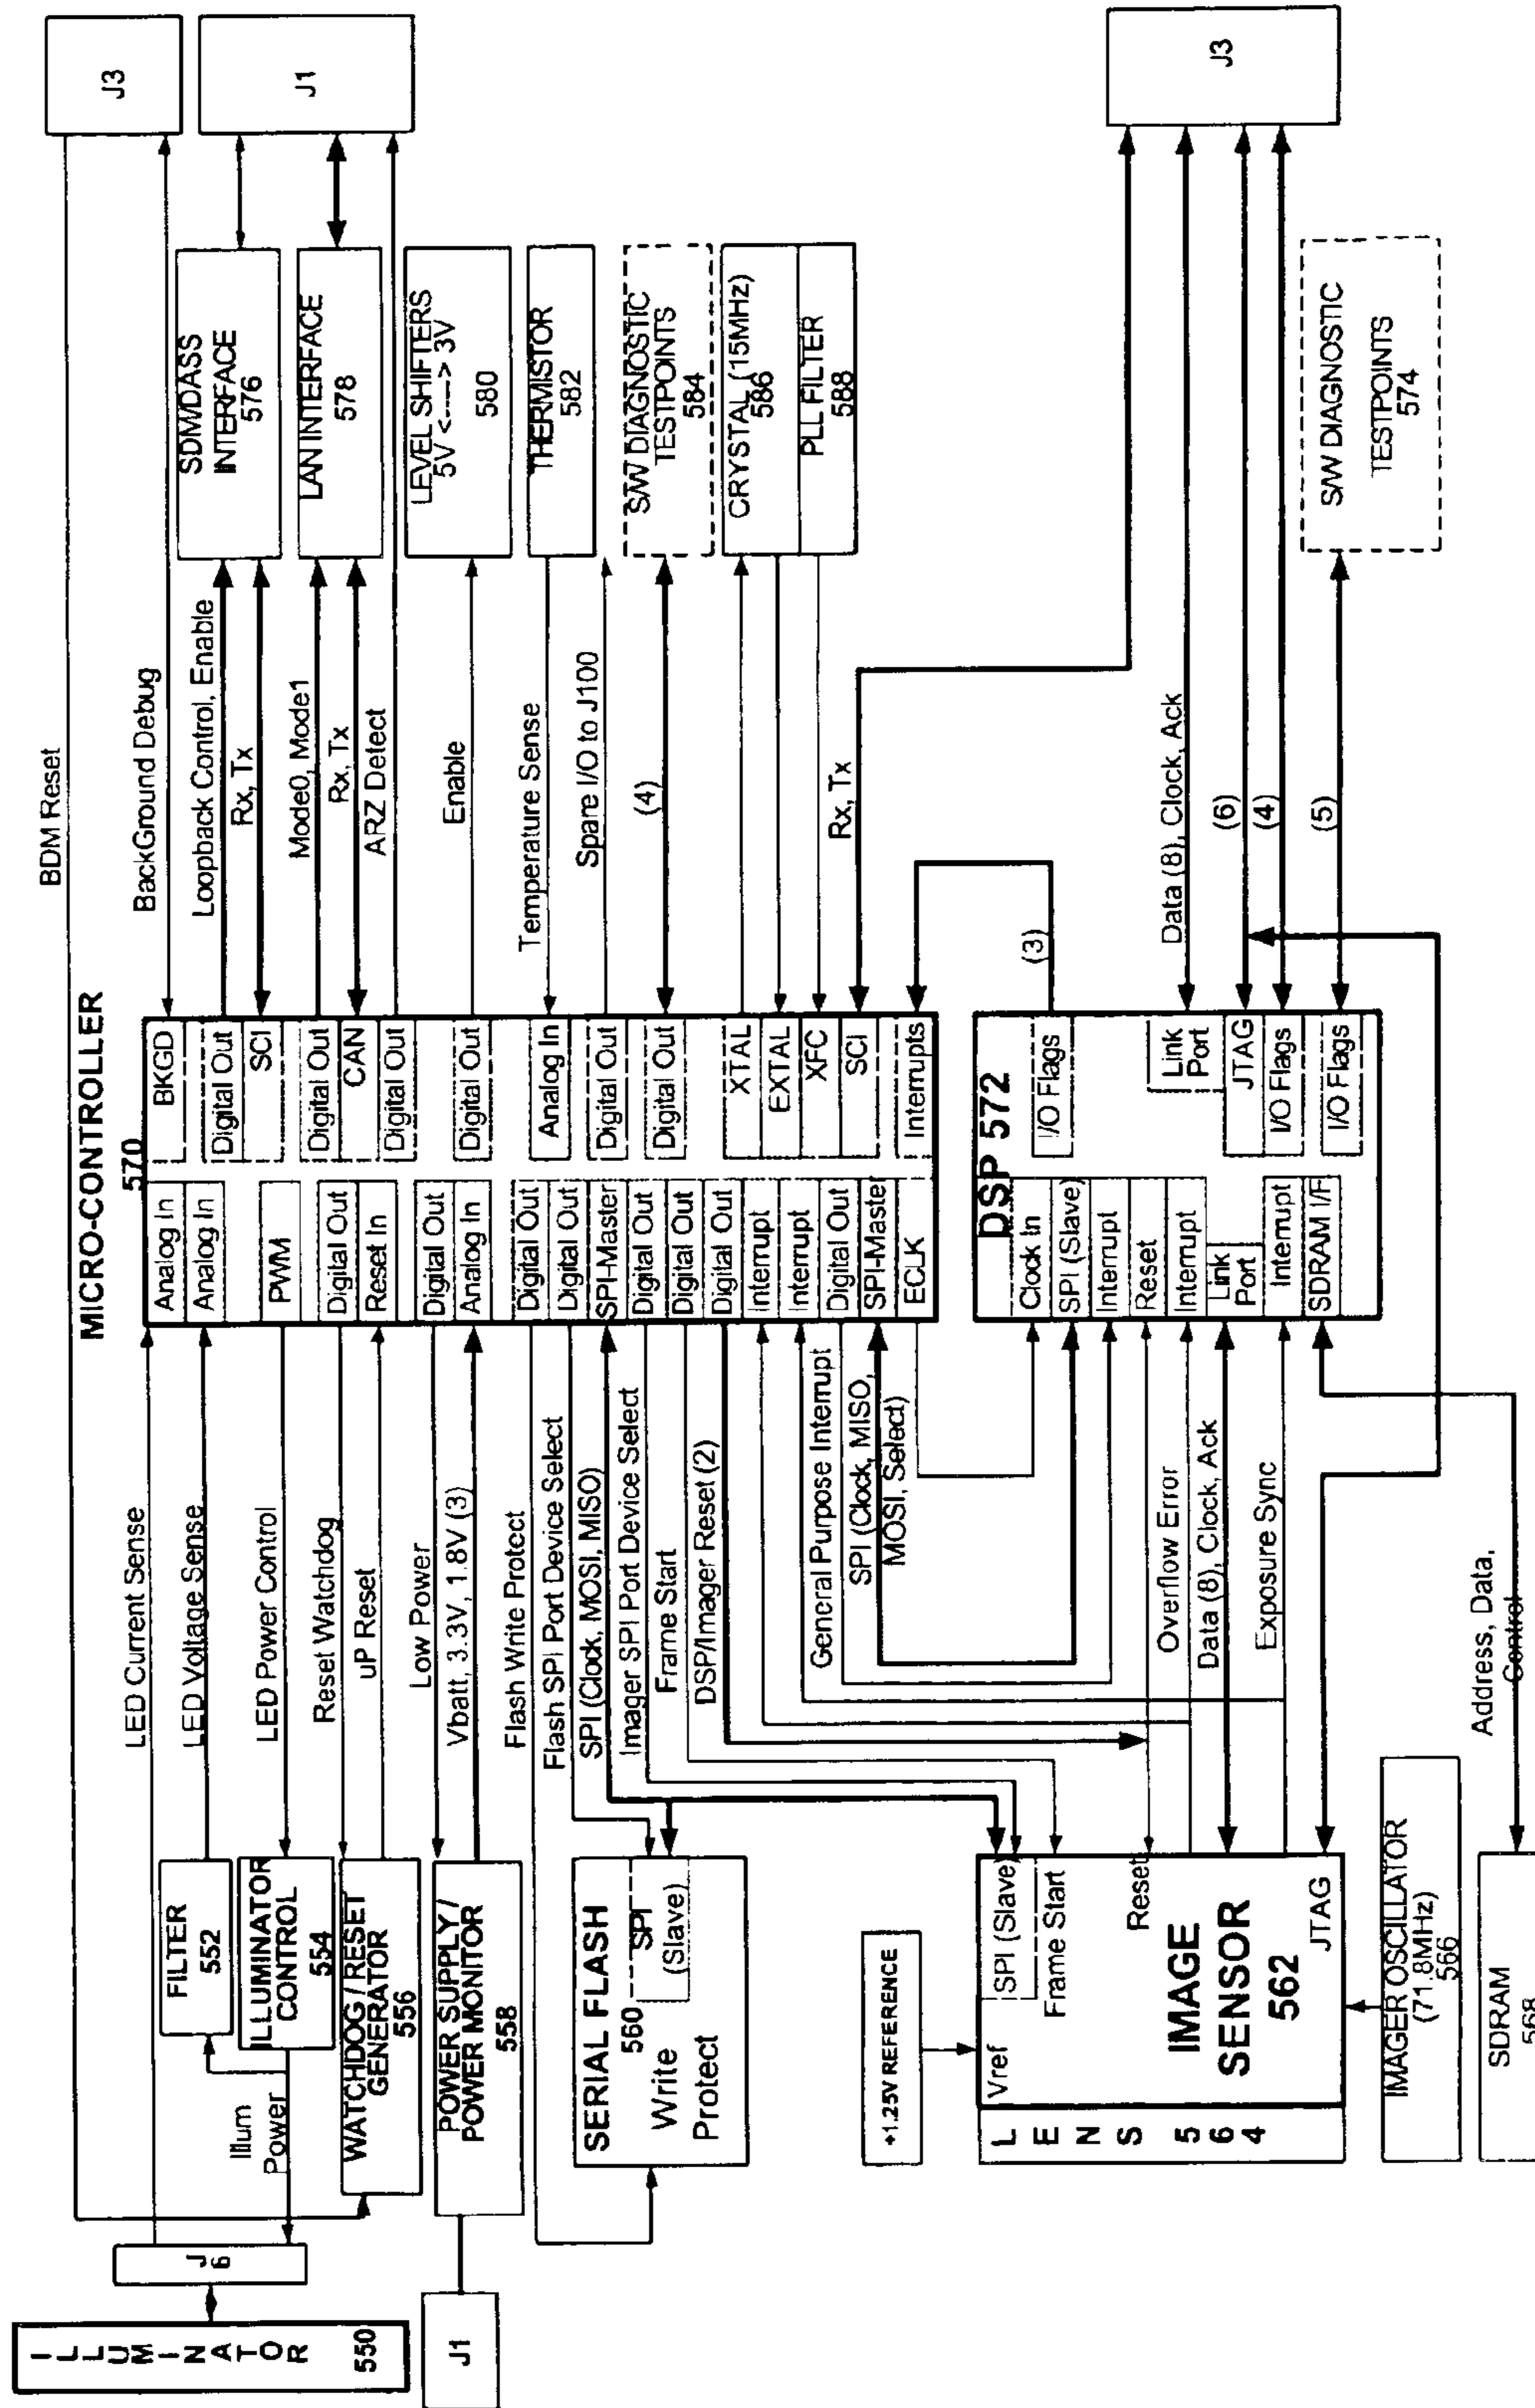 ILLUMINATOR
550
J6
J1
Illum
Power
FILTER
552
ILLUMINATOR
CONTROL
554
WATCHDOG / RESET
GENERATOR
556
POWER SUPPLY /
POWER MONITOR
558
SERIAL FLASH
560
SPI
(Slave)
Write
Protect
+1.25V REFERENCE
LENS 564
Vref
SPI (Slave)
Frame Start
Reset
IMAGE
SENSOR
562
JTAG
IMAGER OSCILLATOR
(71.8MHz)
566
SDRAM
568
LED Current Sense
LED Voltage Sense
LED Power Control
Reset Watchdog
uP Reset
Low Power
Vbatt, 3.3V, 1.8V (3)
Flash Write Protect
Flash SPI Port Device Select
SPI (Clock, MOSI, MISO)
Imager SPI Port Device Select
Frame Start
DSP/Imager Reset (2)
General Purpose Interrupt
SPI (Clock, MISO,
MOSI, Select)
Overflow Error
Data (8), Clock, Ack
Exposure Sync
Address, Data,
Control
MICRO-CONTROLLER
570
Analog In
Analog In
PWM
Digital Out
Reset In
Digital Out
Analog In
Digital Out
Digital Out
SPI-Master
Digital Out
Digital Out
Digital Out
Interrupt
Interrupt
Digital Out
SPI-Master
ECLK
BKGD
Digital Out
SCI
Digital Out
CAN
Digital Out
Digital Out
Analog In
Digital Out
Digital Out
XTAL
EXTAL
XFC
SCI
Interrupts
DSP 572
Clock In
SPI (Slave)
Interrupt
Reset
Interrupt
Link
Port
Interrupt
SDRAM I/F
I/O Flags
Link
Port
JTAG
I/O Flags
I/O Flags
BDM Reset
BackGround Debug
Loopback Control, Enable
Rx, Tx
Mode0, Mode1
Rx, Tx
ARZ Detect
Enable
Temperature Sense
Spare I/O to J100
(4)
Rx, Tx
(3)
Data (8), Clock, Ack
(6)
(4)
(5)
SDM/DASS
INTERFACE
576
LAN INTERFACE
578
LEVEL SHIFTERS
5V <----> 3V
580
THERMISTOR
582
S/W DIAGNOSTIC
TESTPOINTS
584
CRYSTAL (15MHz)
586
PLL FILTER
588
S/W DIAGNOSTIC
TESTPOINTS
574
J3
J1
J3